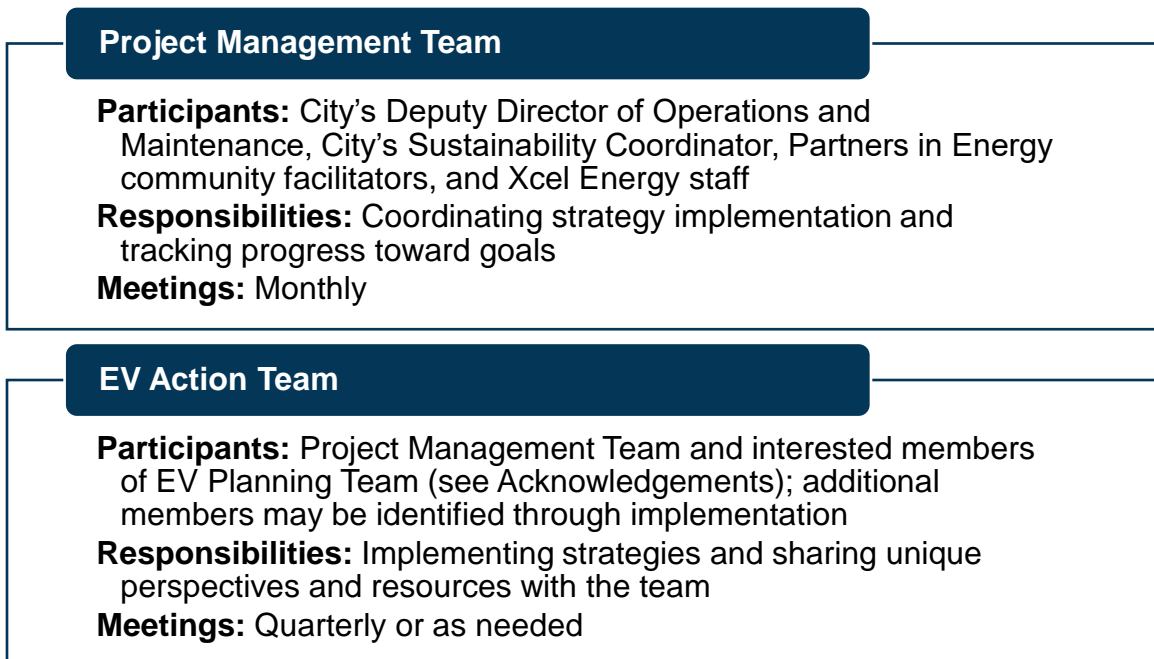 Project Management Team
Participants: City’s Deputy Director of Operations and
Maintenance, City’s Sustainability Coordinator, Partners in Energy
community facilitators, and Xcel Energy staff
Responsibilities: Coordinating strategy implementation and
tracking progress toward goals
Meetings: Monthly
EV Action Team
Participants: Project Management Team and interested members
of EV Planning Team (see Acknowledgements); additional
members may be identified through implementation
Responsibilities: Implementing strategies and sharing unique
perspectives and resources with the team
Meetings: Quarterly or as needed